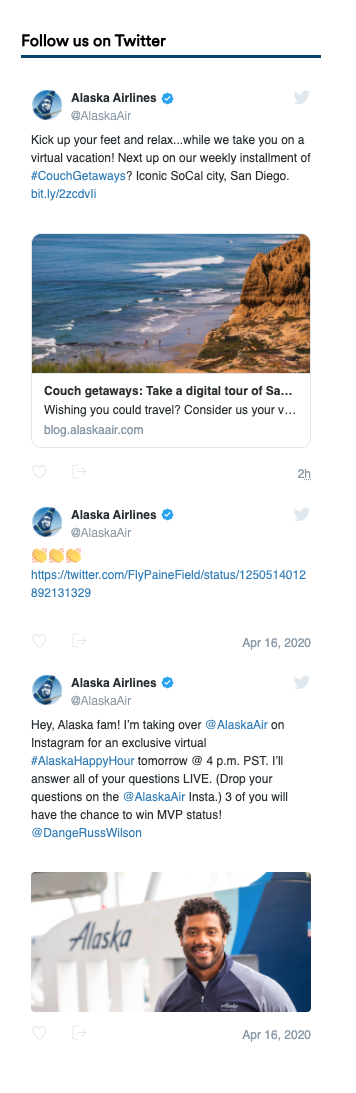 Follow us on Twitter
Alaska Airlines
@AlaskaAir
Kick up your feet and relax...while we take you on a
virtual vacation! Next up on our weekly installment of
#CouchGetaways? Iconic SoCal city, San Diego.
bit.ly/2zcdvIi
Couch getaways: Take a digital tour of Sa...
Wishing you could travel? Consider us your v...
blog.alaskaair.com
2h
Alaska Airlines
@AlaskaAir
👏👏👏
https://twitter.com/FlyPaineField/status/1250514012
892131329
Apr 16, 2020
Alaska Airlines
@AlaskaAir
Hey, Alaska fam! I'm taking over @AlaskaAir on
Instagram for an exclusive virtual
#AlaskaHappyHour tomorrow @ 4 p.m. PST. I'll
answer all of your questions LIVE. (Drop your
questions on the @AlaskaAir Insta.) 3 of you will
have the chance to win MVP status!
@DangeRussWilson
Alaska
Alaska
Apr 16, 2020